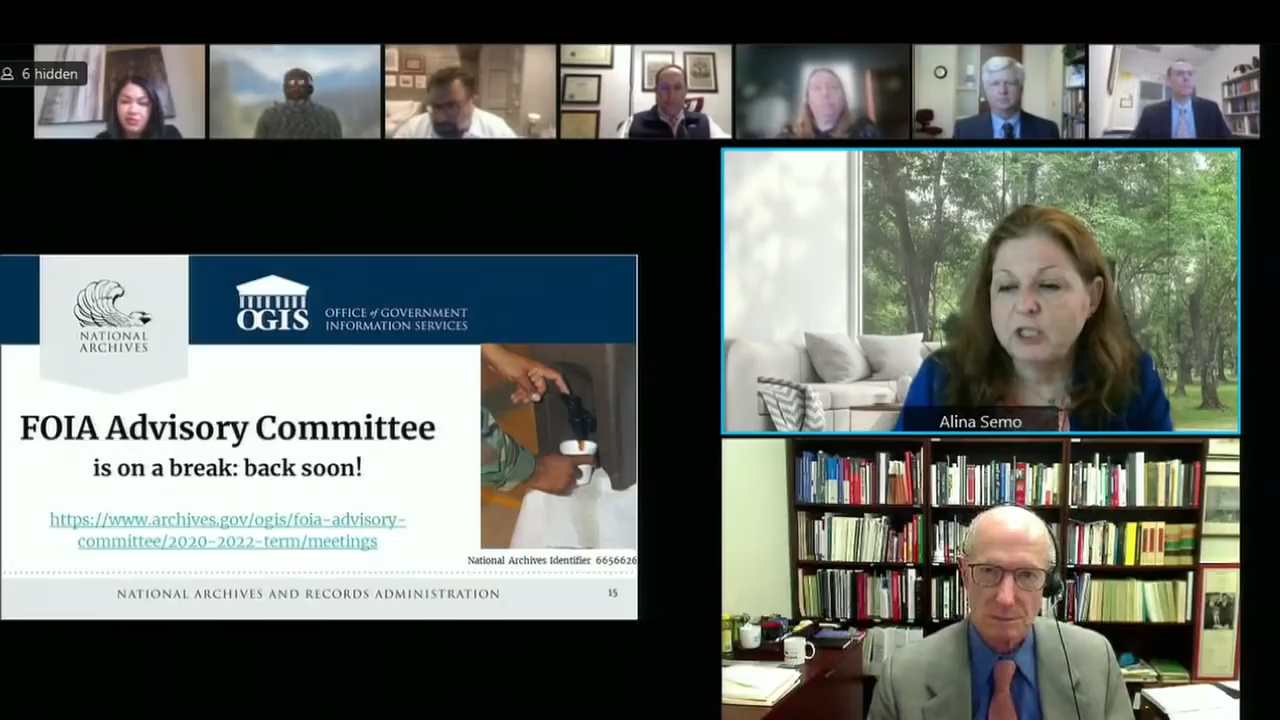 6 hidden
NATIONAL
ARCHIVES
OGIS
OFFICE of GOVERNMENT
INFORMATION SERVICES
FOIA Advisory Committee
is on a break: back soon!
https://www.archives.gov/ogis/foia-advisory-
committee/2020-2022-term/meetings
National Archives Identifier 6656626
NATIONAL ARCHIVES AND RECORDS ADMINISTRATION
15
Alina Semo